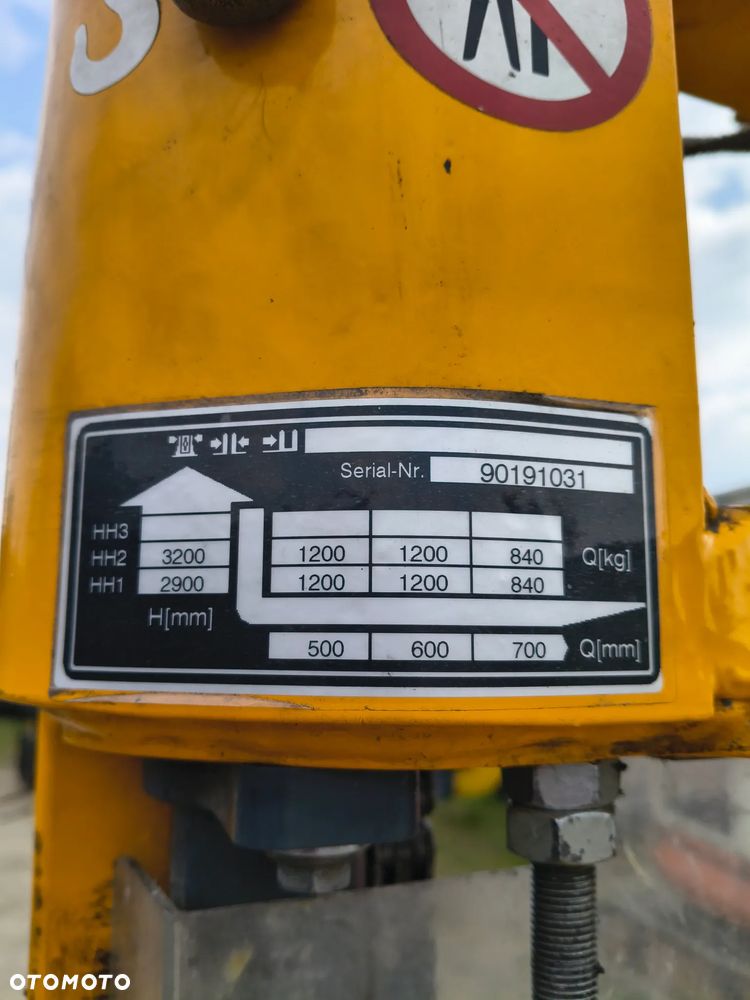 Serial-Nr. 90191031
HH3
HH2 3200 1200 1200 840 Q[kg]
HH1 2900 1200 1200 840
H[mm]
500 600 700 Q[mm]
OTOMOTO